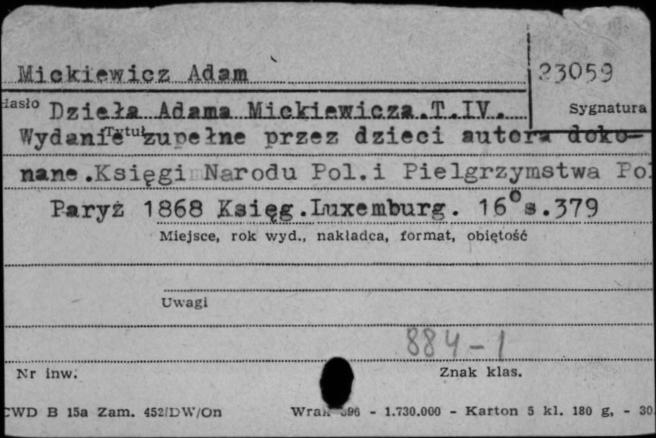 Mickiewicz Adam 23059
Hasło Dzieła Adama Mickiewicza.T.IV. Sygnatura
Tytuł
Wydanie zupełne przez dzieci autora doko-
nane.Księgi Narodu Pol.i Pielgrzymstwa Pol
Paryż 1868 Księg.Luxemburg. 16° s.379
Miejsce, rok wyd., nakładca, format, objętość
Uwagi
884-1
Nr inw. Znak klas.
CWD B 15a Zam. 452/DW/On - 1.730.000 - Karton 5 kl. 180 g, - 30.